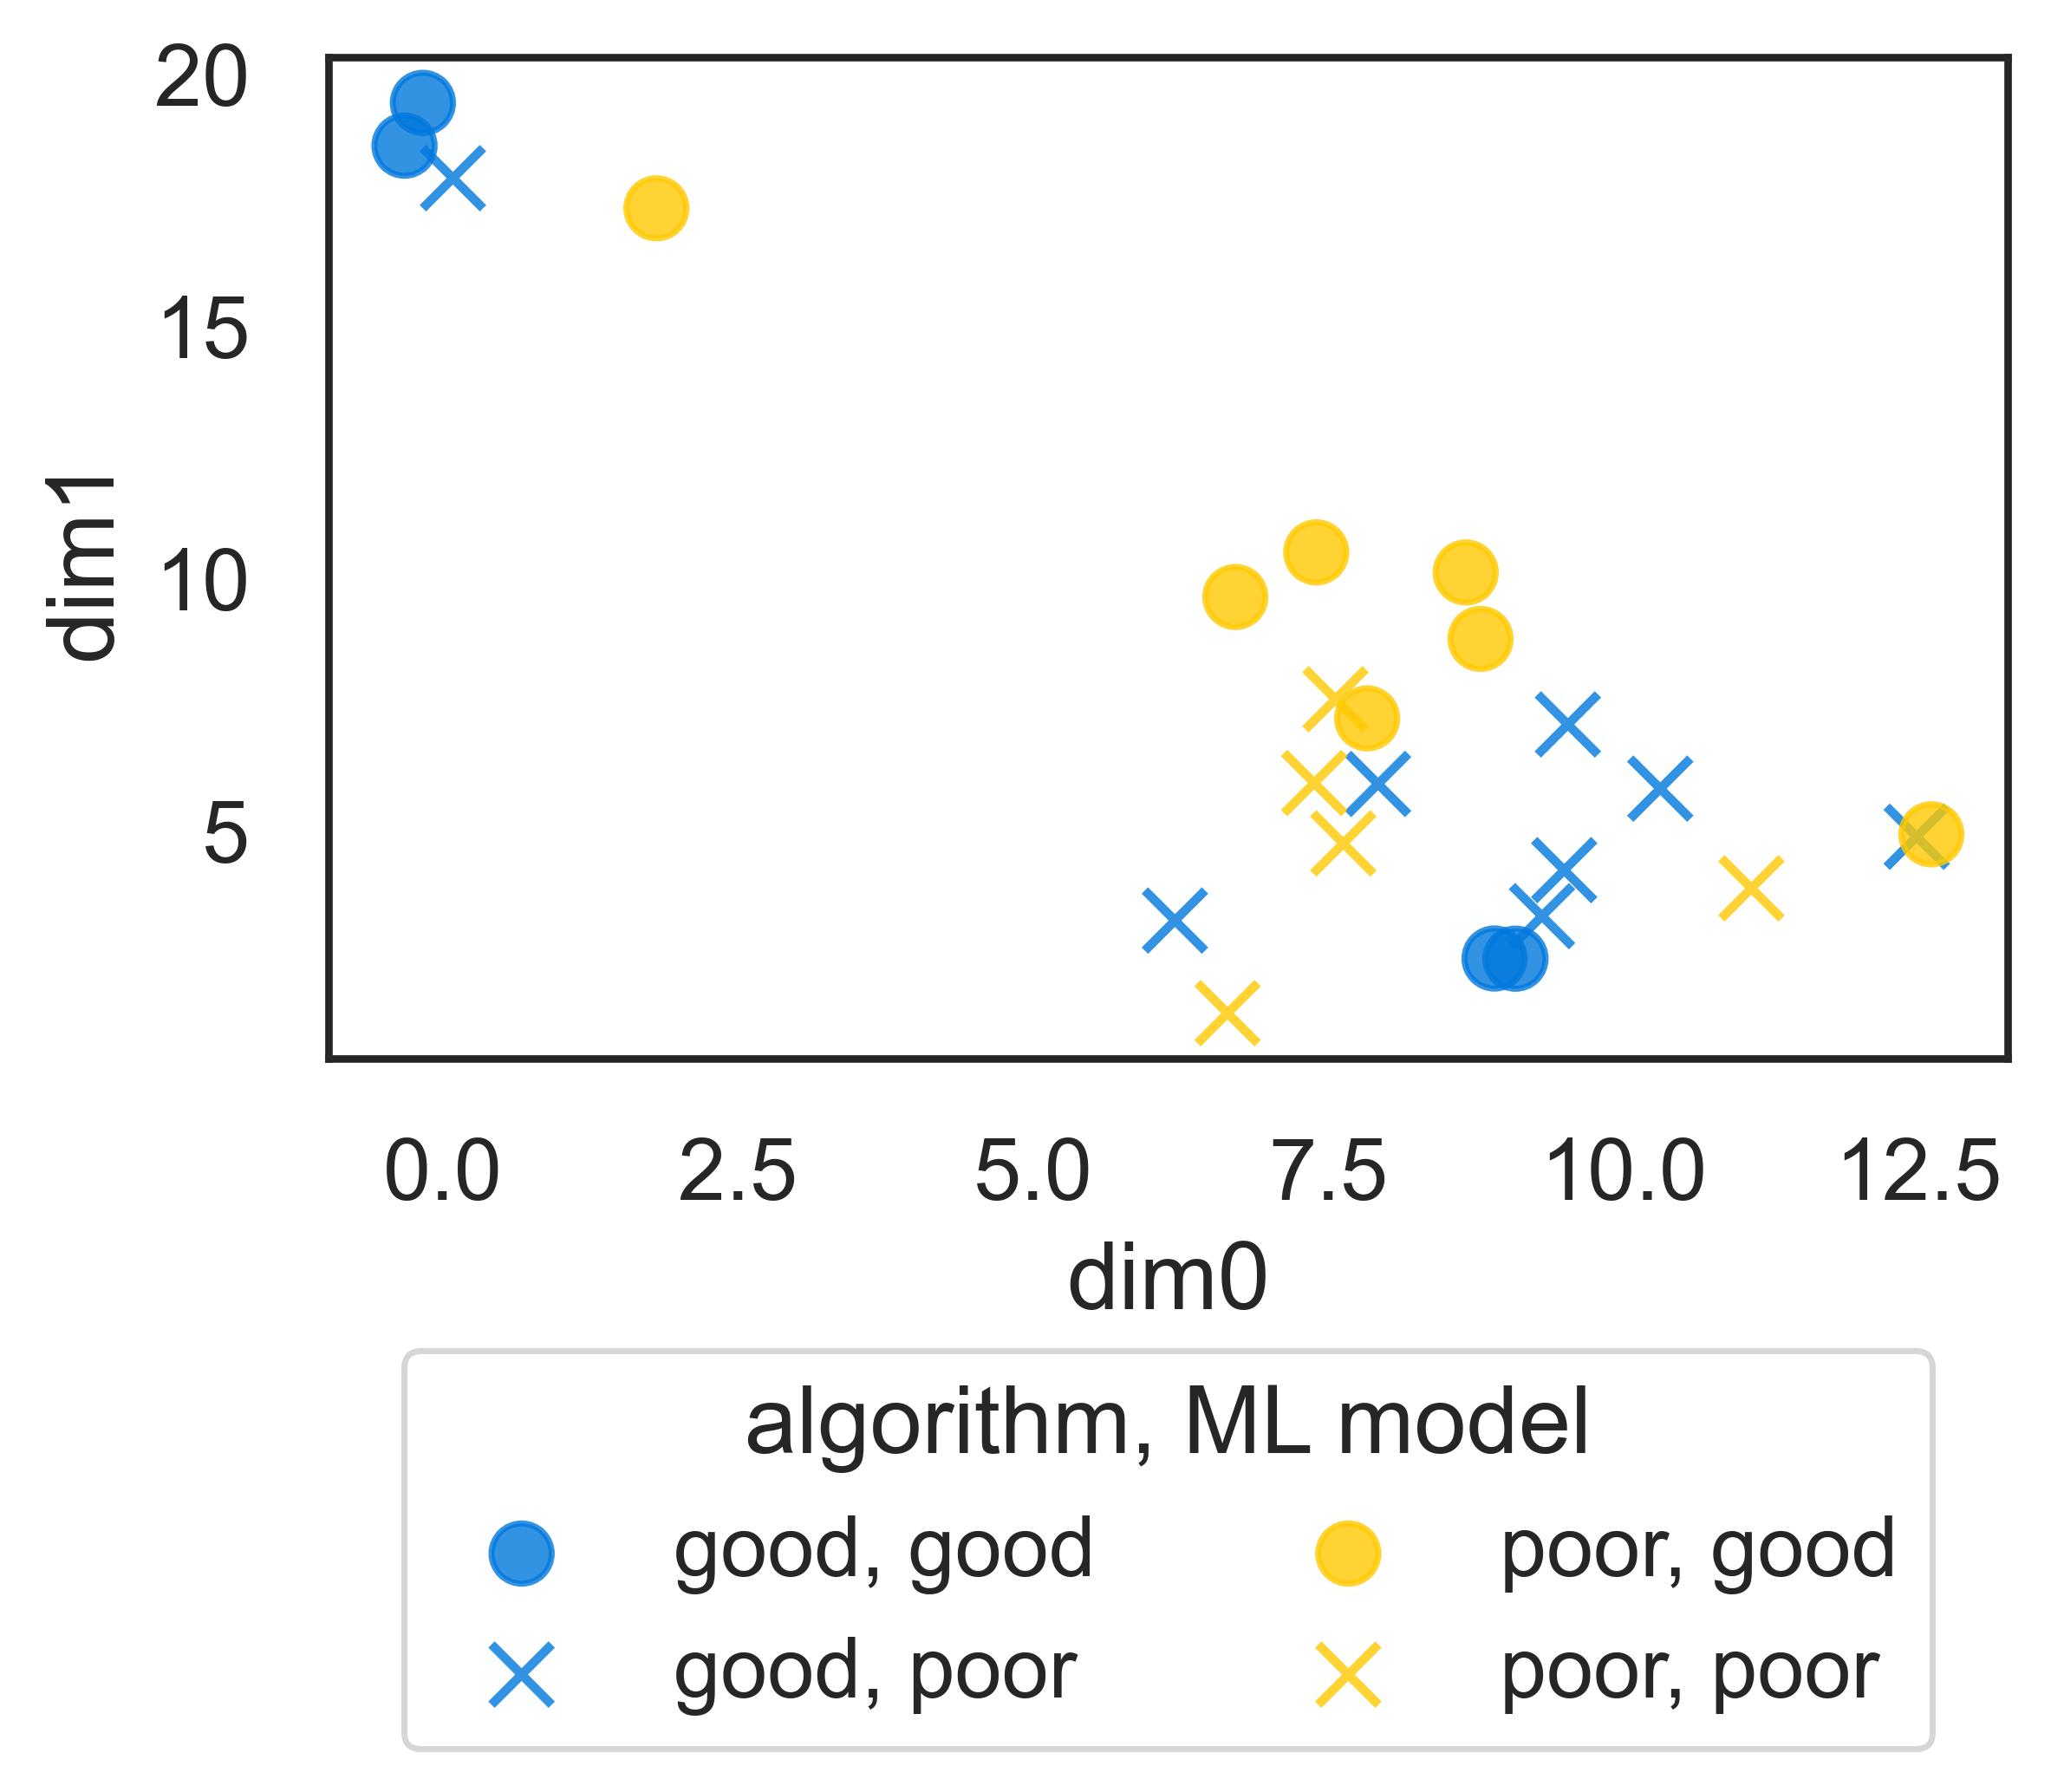 20
15
10
5
dim1
0.0 2.5 5.0 7.5 10.0 12.5
dim0
algorithm, ML model
good, good poor, good
good, poor poor, poor